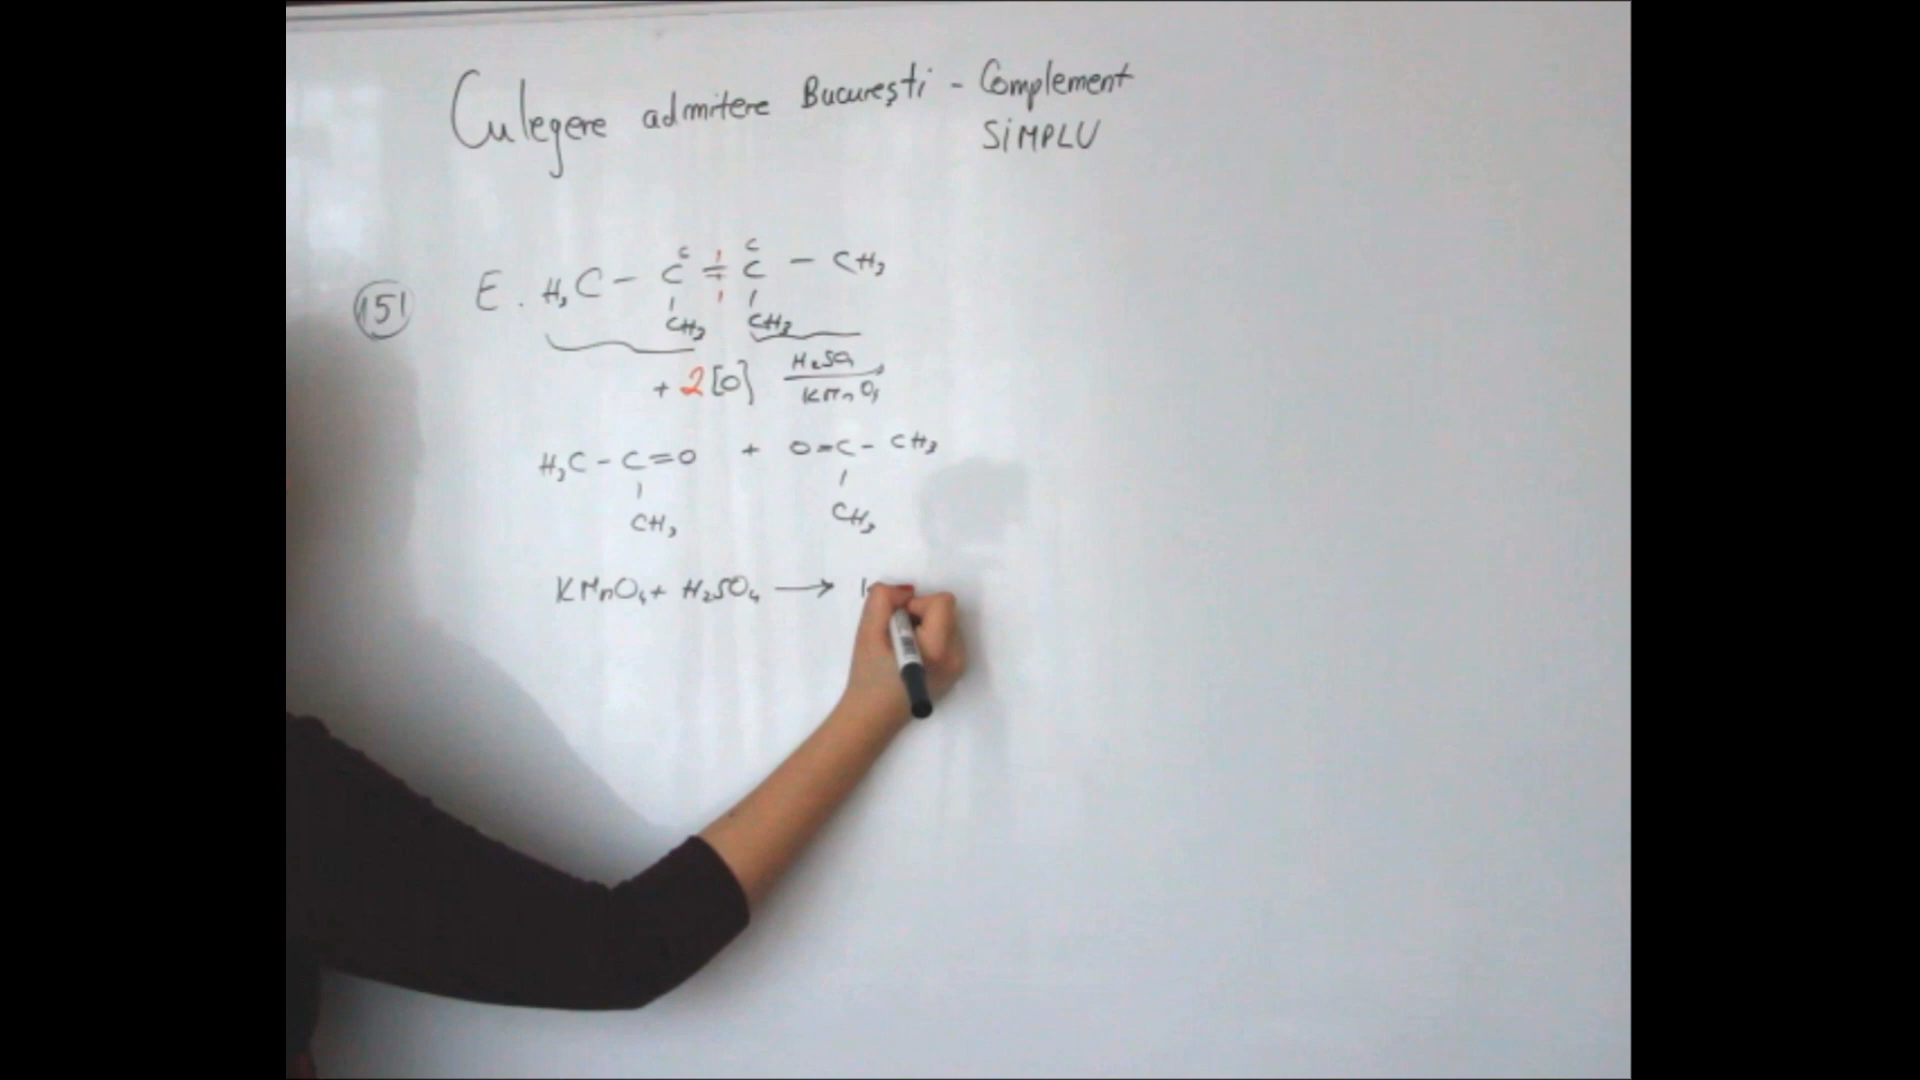 Culegere admitere București - Complement
SiMPLU
151 E. H₃C - C = C - CH₃
CH₃ CH₃
+ 2 [O] H₂SO₄
KMnO₄
H₃C - C = O + O = C - CH₃
CH₃ CH₃
KMnO₄ + H₂SO₄ →